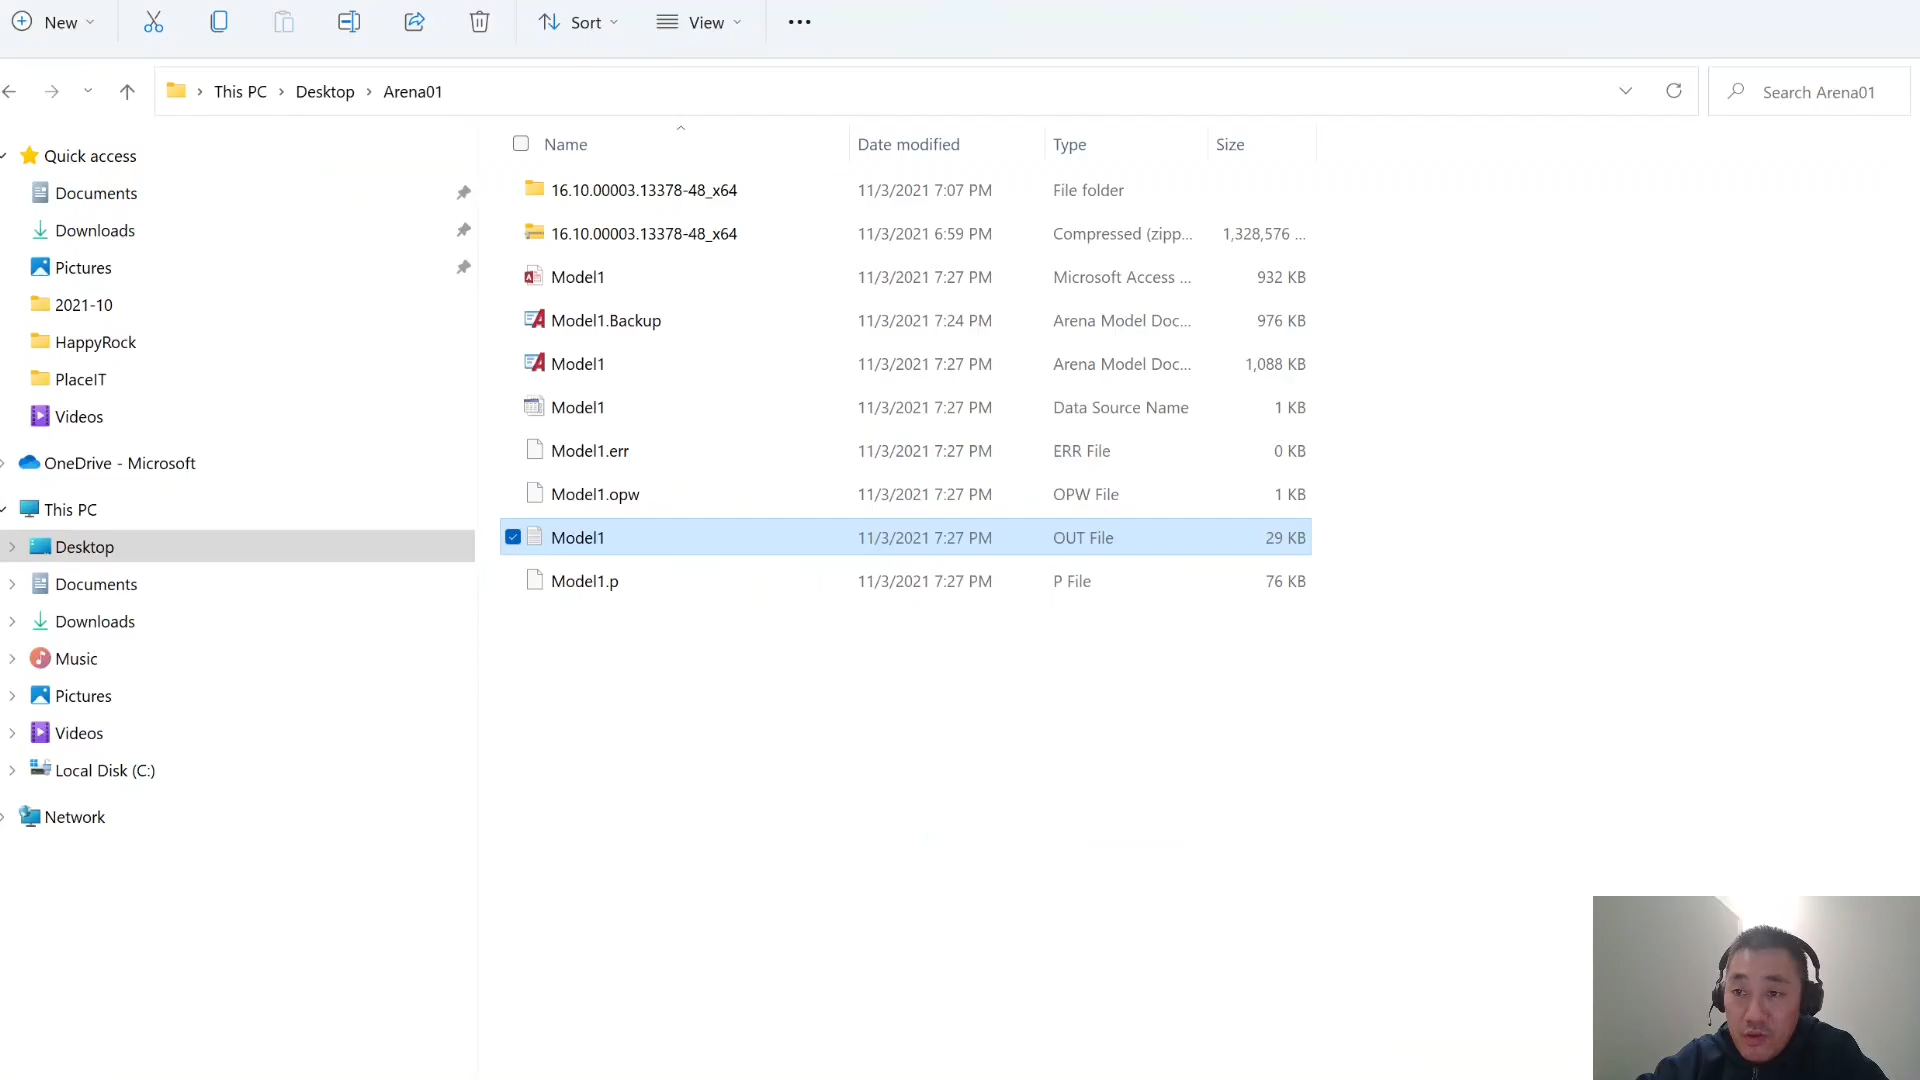 New
Sort
View
This PC > Desktop > Arena01
Search Arena01
Quick access
Documents
Downloads
Pictures
2021-10
HappyRock
PlaceIT
Videos
OneDrive - Microsoft
This PC
Desktop
Documents
Downloads
Music
Pictures
Videos
Local Disk (C:)
Network
Name Date modified Type Size
16.10.00003.13378-48_x64 11/3/2021 7:07 PM File folder
16.10.00003.13378-48_x64 11/3/2021 6:59 PM Compressed (zipp... 1,328,576 ...
Model1 11/3/2021 7:27 PM Microsoft Access ... 932 KB
Model1.Backup 11/3/2021 7:24 PM Arena Model Doc... 976 KB
Model1 11/3/2021 7:27 PM Arena Model Doc... 1,088 KB
Model1 11/3/2021 7:27 PM Data Source Name 1 KB
Model1.err 11/3/2021 7:27 PM ERR File 0 KB
Model1.opw 11/3/2021 7:27 PM OPW File 1 KB
Model1 11/3/2021 7:27 PM OUT File 29 KB
Model1.p 11/3/2021 7:27 PM P File 76 KB